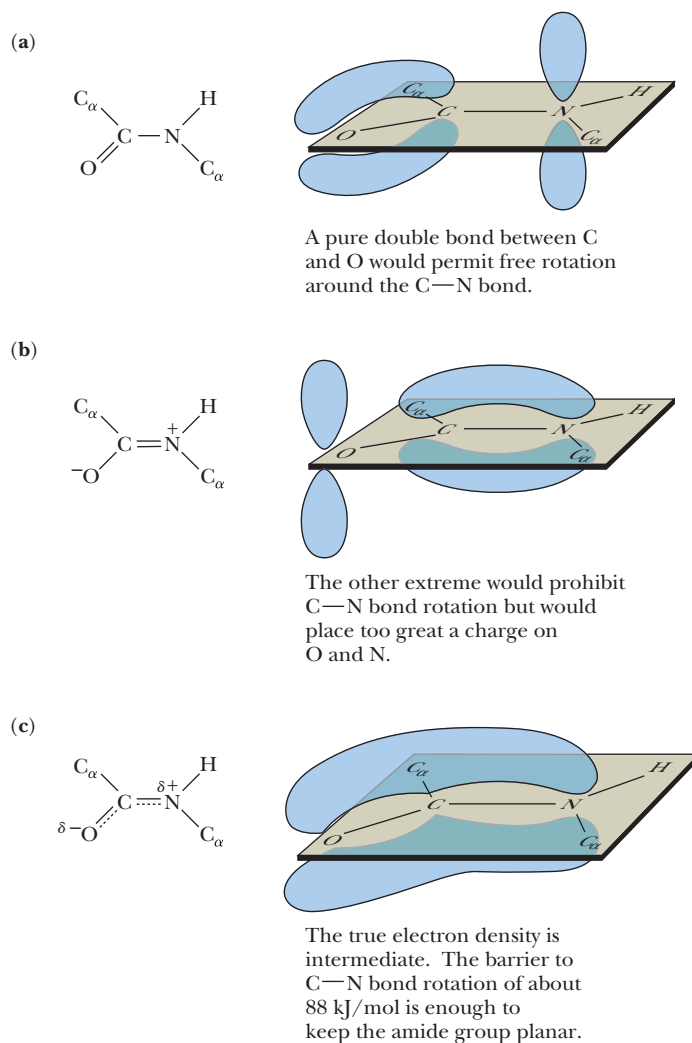 (a)
Cα
H
C—N
O
Cα
Cα
C
N
H
O
Cα
A pure double bond between C
and O would permit free rotation
around the C—N bond.
(b)
Cα
H
+
C=N
−O
Cα
Cα
C
N
H
O
Cα
The other extreme would prohibit
C—N bond rotation but would
place too great a charge on
O and N.
(c)
Cα
H
δ+
C=N
δ−O
Cα
Cα
C
N
H
O
Cα
The true electron density is
intermediate. The barrier to
C—N bond rotation of about
88 kJ/mol is enough to
keep the amide group planar.